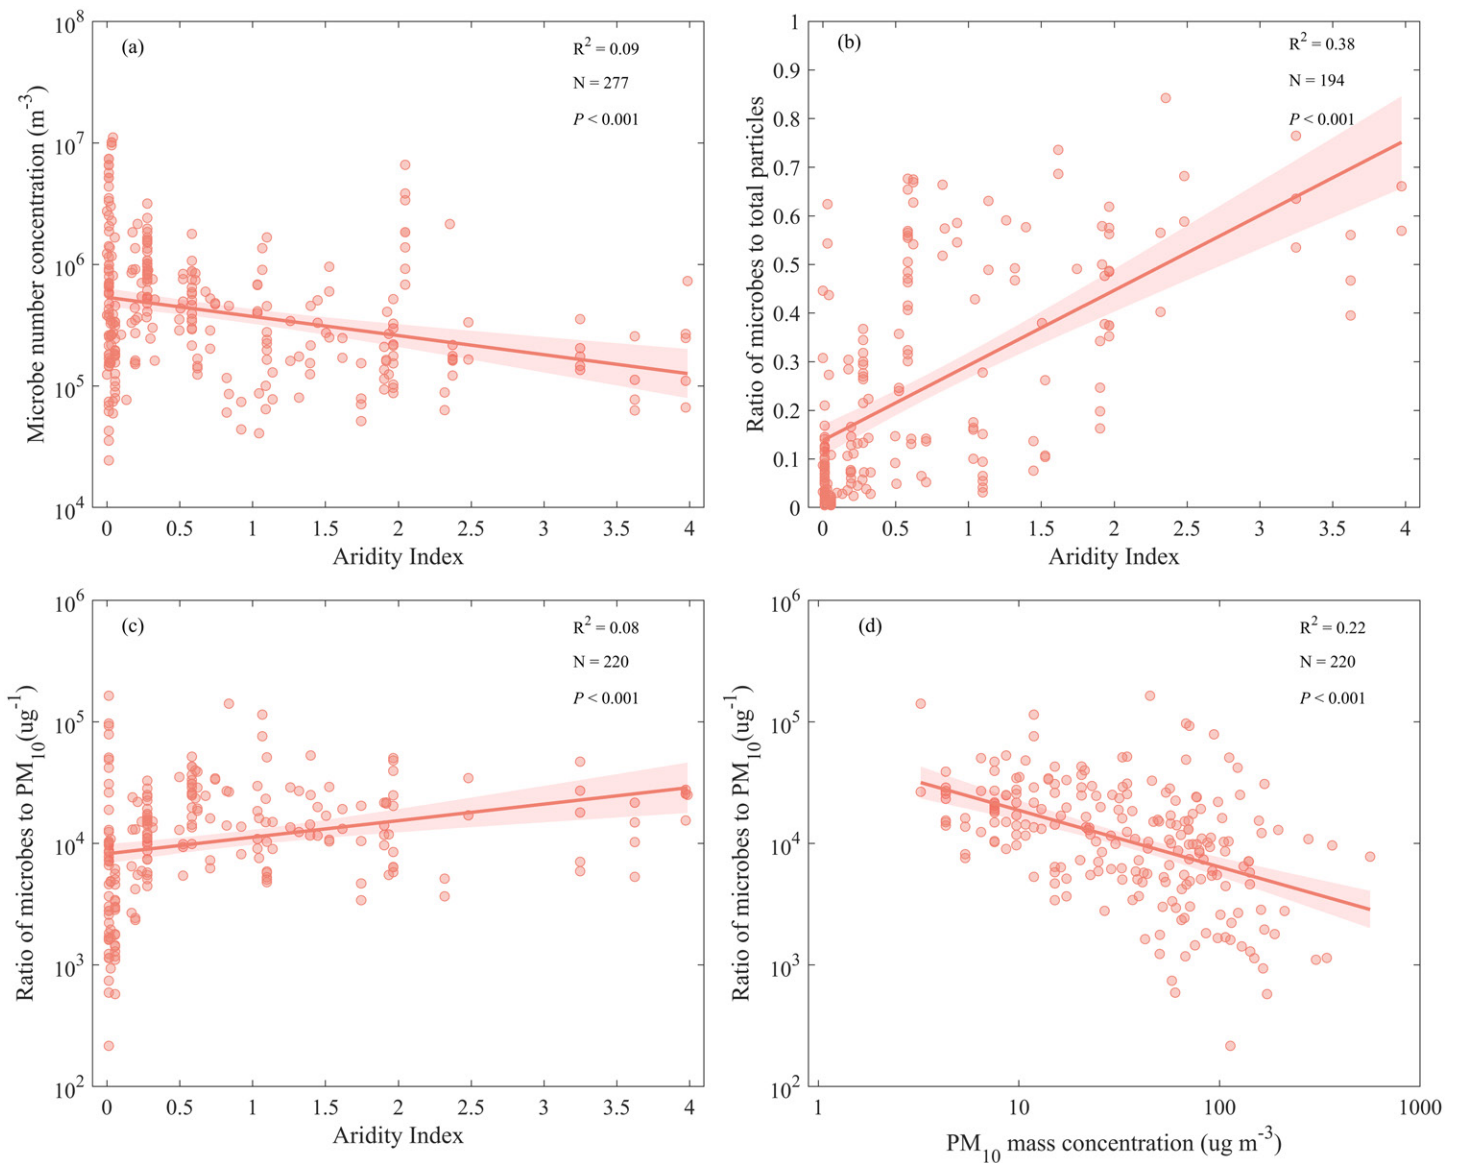 (a)
R² = 0.09
N = 277
P < 0.001
Microbe number concentration (m⁻³)
10⁸
10⁷
10⁶
10⁵
10⁴
0 0.5 1 1.5 2 2.5 3 3.5 4
Aridity Index
(b)
R² = 0.38
N = 194
P < 0.001
Ratio of microbes to total particles
1
0.9
0.8
0.7
0.6
0.5
0.4
0.3
0.2
0.1
0
0 0.5 1 1.5 2 2.5 3 3.5 4
Aridity Index
(c)
R² = 0.08
N = 220
P < 0.001
Ratio of microbes to PM₁₀(ug⁻¹)
10⁶
10⁵
10⁴
10³
10²
0 0.5 1 1.5 2 2.5 3 3.5 4
Aridity Index
(d)
R² = 0.22
N = 220
P < 0.001
Ratio of microbes to PM₁₀(ug⁻¹)
10⁶
10⁵
10⁴
10³
10²
1 10 100 1000
PM₁₀ mass concentration (ug m⁻³)